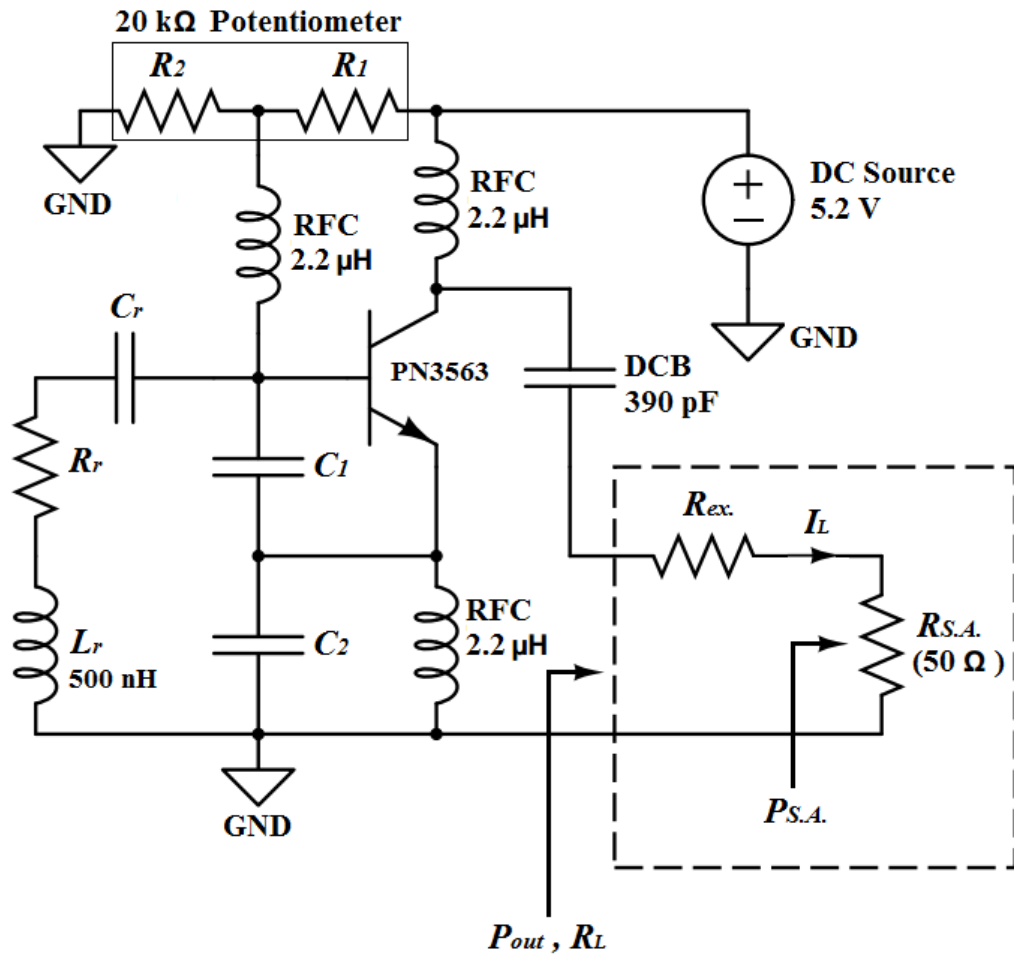 20 kΩ Potentiometer
R2
R1
GND
RFC
2.2 µH
RFC
2.2 µH
DC Source
5.2 V
GND
Cr
PN3563
DCB
390 pF
Rr
C1
Rex.
IL
Lr
500 nH
C2
RFC
2.2 µH
RS.A.
(50 Ω )
GND
PS.A.
Pout , RL